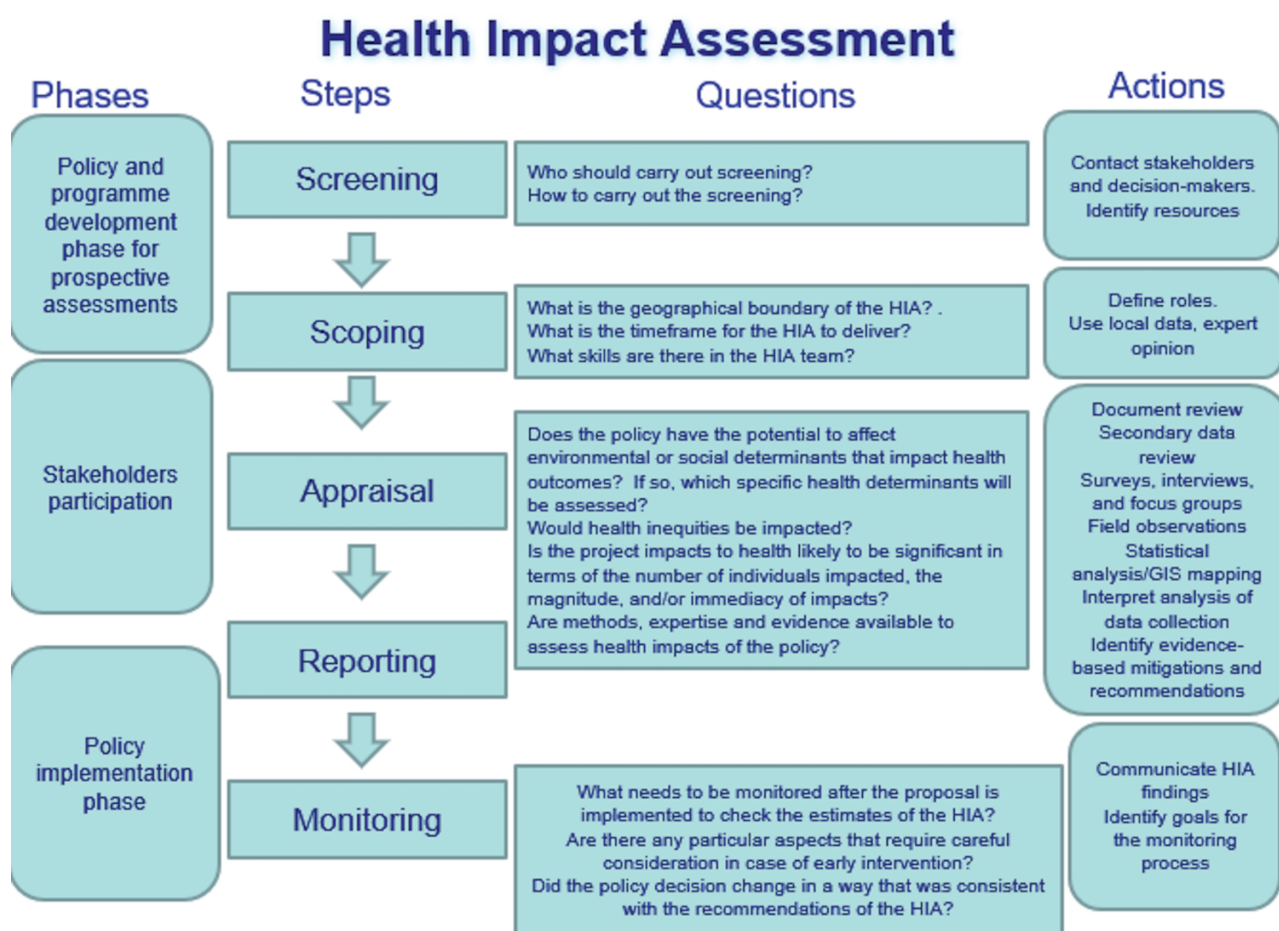 Health Impact Assessment
Phases
Steps
Questions
Actions
Policy and
programme
development
phase for
prospective
assessments
Stakeholders
participation
Policy
implementation
phase
Screening
Scoping
Appraisal
Reporting
Monitoring
Who should carry out screening?
How to carry out the screening?
What is the geographical boundary of the HIA? .
What is the timeframe for the HIA to deliver?
What skills are there in the HIA team?
Does the policy have the potential to affect
environmental or social determinants that impact health
outcomes? If so, which specific health determinants will
be assessed?
Would health inequities be impacted?
Is the project impacts to health likely to be significant in
terms of the number of individuals impacted, the
magnitude, and/or immediacy of impacts?
Are methods, expertise and evidence available to
assess health impacts of the policy?
What needs to be monitored after the proposal is
implemented to check the estimates of the HIA?
Are there any particular aspects that require careful
consideration in case of early intervention?
Did the policy decision change in a way that was consistent
with the recommendations of the HIA?
Contact stakeholders
and decision-makers.
Identify resources
Define roles.
Use local data, expert
opinion
Document review
Secondary data
review
Surveys, interviews,
and focus groups
Field observations
Statistical
analysis/GIS mapping
Interpret analysis of
data collection
Identify evidence-
based mitigations and
recommendations
Communicate HIA
findings
Identify goals for
the monitoring
process